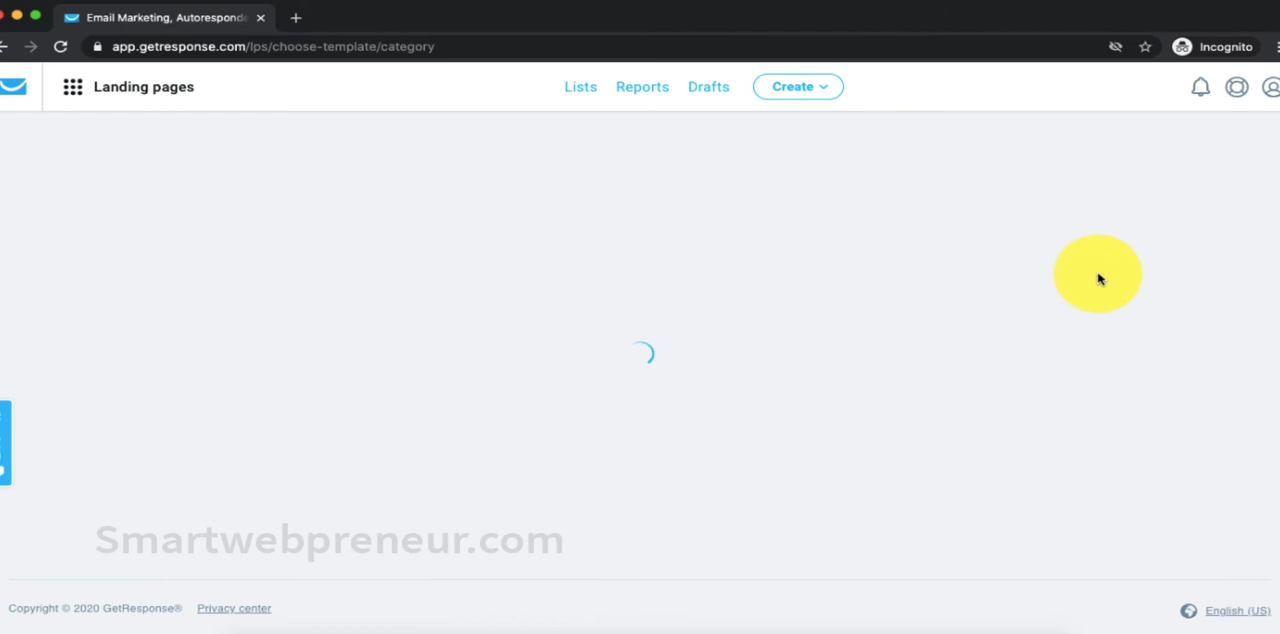 Email Marketing, Autoresponde
app.getresponse.com/lps/choose-template/category
Incognito
Landing pages
Lists
Reports
Drafts
Create
Smartwebpreneur.com
Copyright © 2020 GetResponse®
Privacy center
English (US)